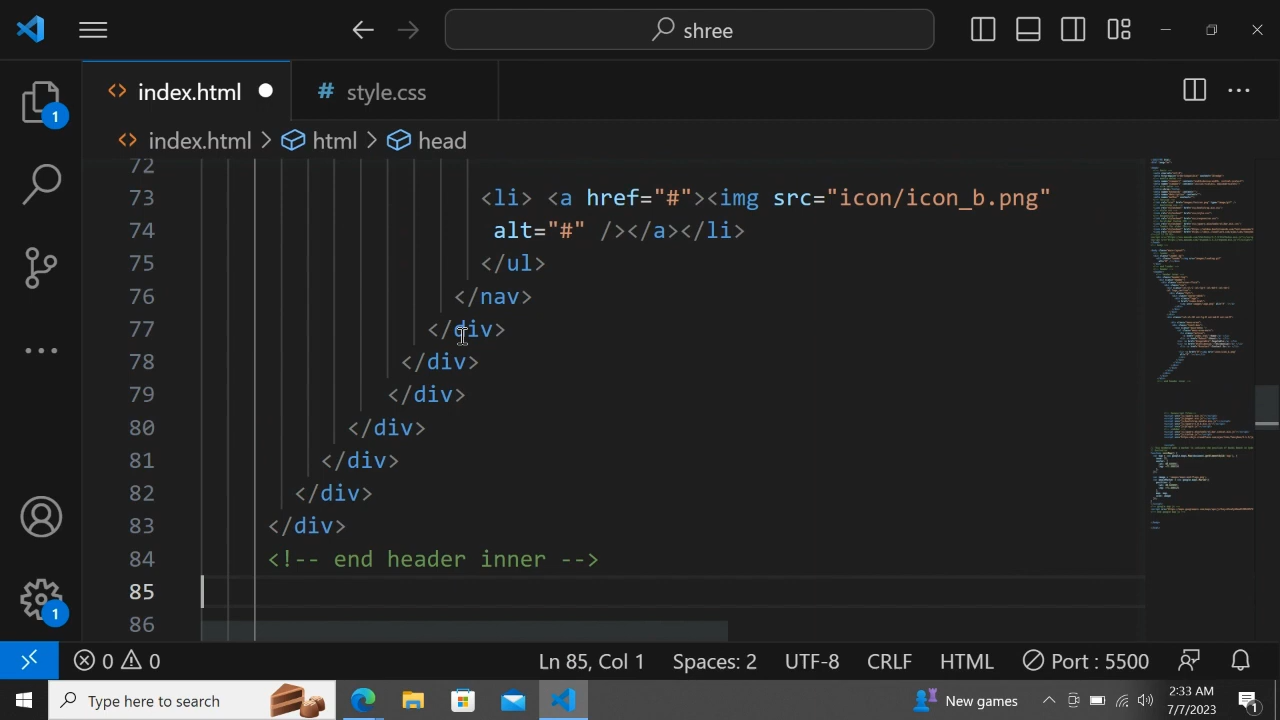 shree
index.html
style.css
index.html > html > head
72
73 <li> <a href="#"><img src="icon/icon_b.png"
74 alt="#" /></a></li>
75 </ul>
76 </nav>
77 </div>
78 </div>
79 </div>
80 </div>
81 </div>
82 </div>
83 </div>
84 <!-- end header inner -->
85
86
1
1
0 0
Ln 85, Col 1 Spaces: 2 UTF-8 CRLF HTML Port : 5500
Type here to search
New games
2:33 AM
7/7/2023
1